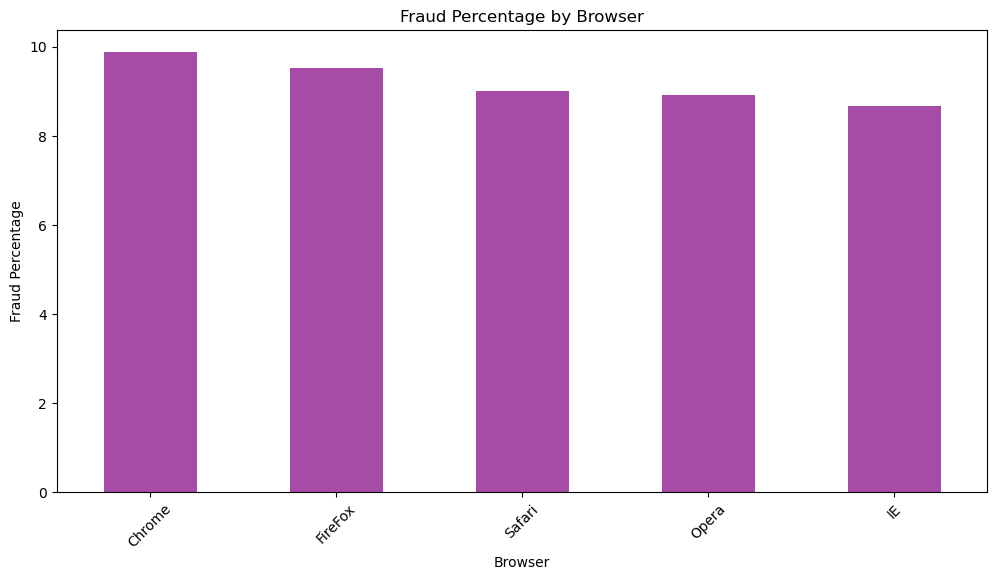 Fraud Percentage by Browser
Fraud Percentage
10
8
6
4
2
0
Chrome
FireFox
Safari
Opera
IE
Browser